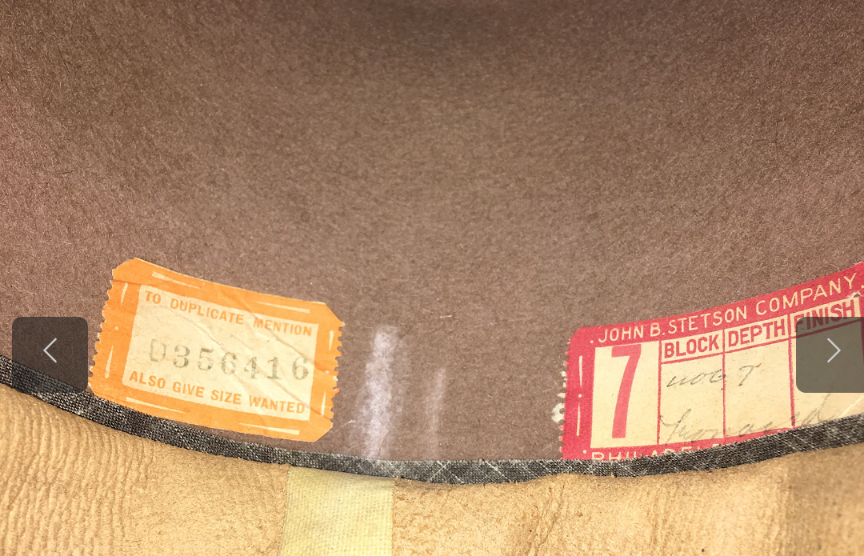 TO DUPLICATE MENTION
D356416
ALSO GIVE SIZE WANTED
JOHN B. STETSON COMPANY
7 BLOCK DEPTH FINISH